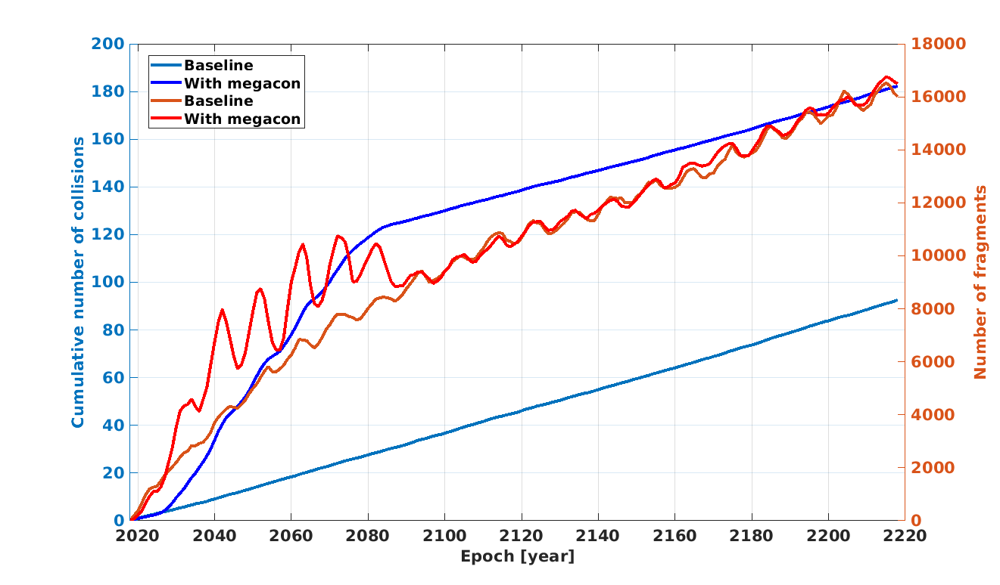 Baseline
With megacon
Baseline
With megacon
200
180
160
140
120
100
80
60
40
20
0
Cumulative number of collisions
18000
16000
14000
12000
10000
8000
6000
4000
2000
0
Number of fragments
2020 2040 2060 2080 2100 2120 2140 2160 2180 2200 2220
Epoch [year]